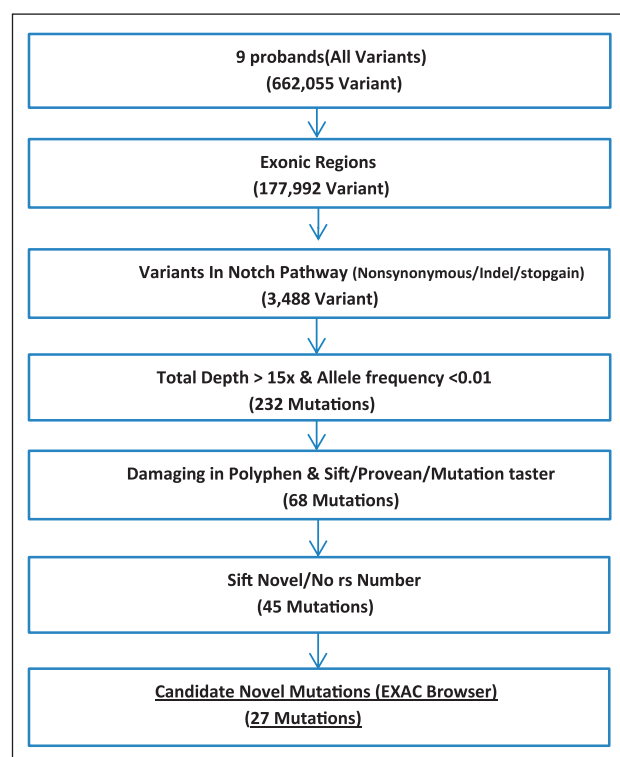 9 probands(All Variants)
(662,055 Variant)
Exonic Regions
(177,992 Variant)
Variants In Notch Pathway (Nonsynonymous/Indel/stopgain)
(3,488 Variant)
Total Depth > 15x & Allele frequency <0.01
(232 Mutations)
Damaging in Polyphen & Sift/Provean/Mutation taster
(68 Mutations)
Sift Novel/No rs Number
(45 Mutations)
Candidate Novel Mutations (EXAC Browser)
(27 Mutations)